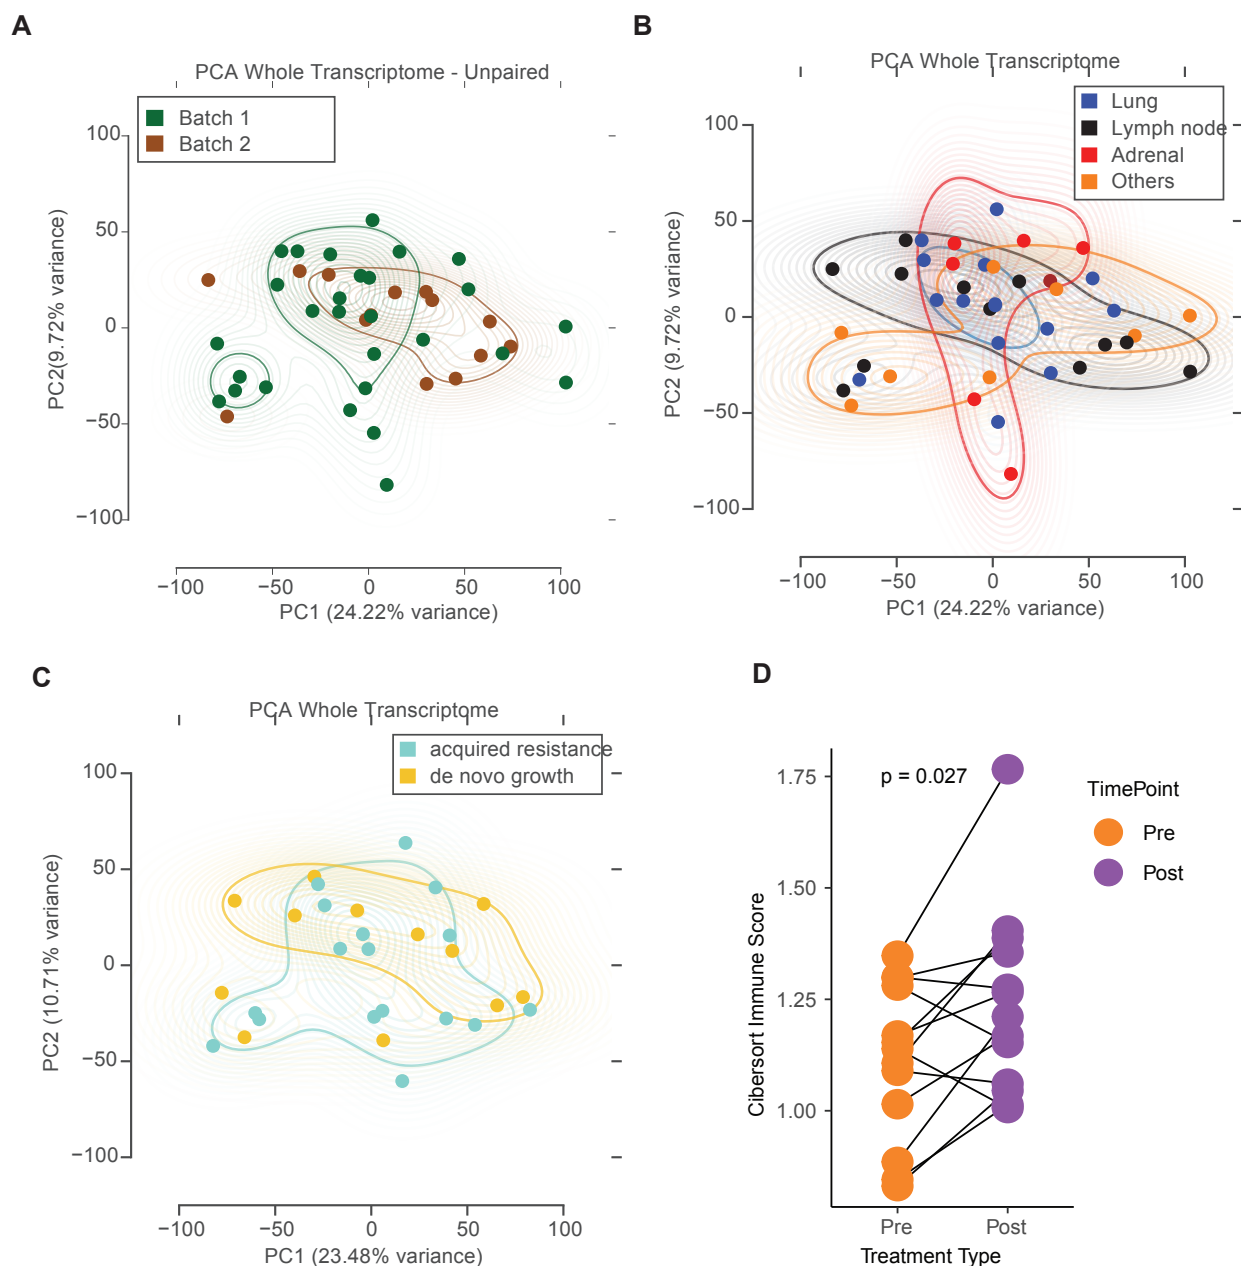 A
PCA Whole Transcriptome - Unpaired
Batch 1
Batch 2
100
50
0
−50
−100
PC2(9.72% variance)
−100 −50 0 50 100
PC1 (24.22% variance)
B
PCA Whole Transcriptome
Lung
Lymph node
Adrenal
Others
100
50
0
−50
−100
PC2 (9.72% variance)
−100 −50 0 50 100
PC1 (24.22% variance)
C
PCA Whole Transcriptome
acquired resistance
de novo growth
100
50
0
−50
−100
PC2 (10.71% variance)
−100 −50 0 50 100
PC1 (23.48% variance)
D
p = 0.027
1.75
1.50
1.25
1.00
Cibersort Immune Score
Pre Post
Treatment Type
TimePoint
Pre
Post